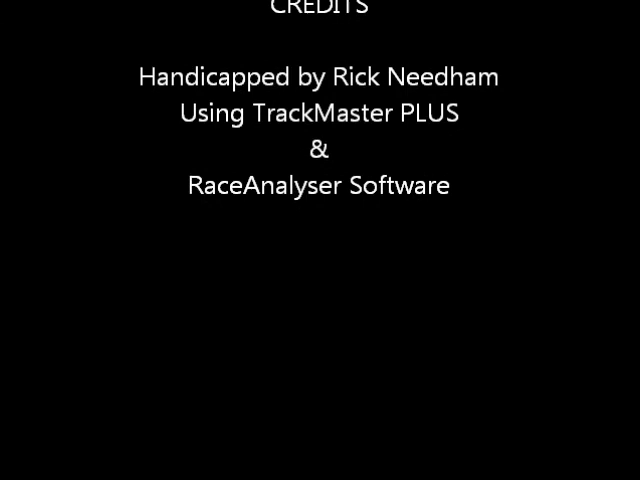 CREDITS
Handicapped by Rick Needham
Using TrackMaster PLUS
&
RaceAnalyser Software